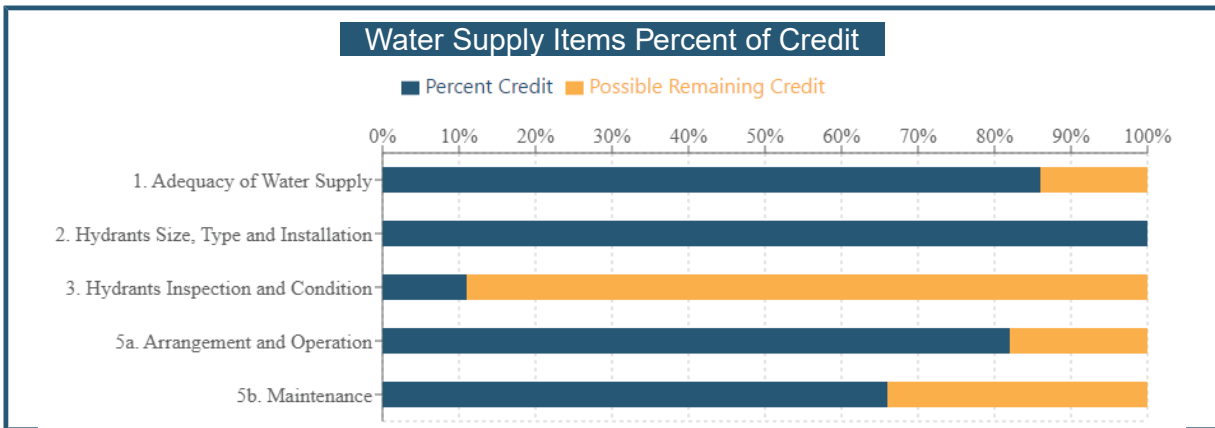 Water Supply Items Percent of Credit
Percent Credit Possible Remaining Credit
0% 10% 20% 30% 40% 50% 60% 70% 80% 90% 100%
1. Adequacy of Water Supply
2. Hydrants Size, Type and Installation
3. Hydrants Inspection and Condition
5a. Arrangement and Operation
5b. Maintenance